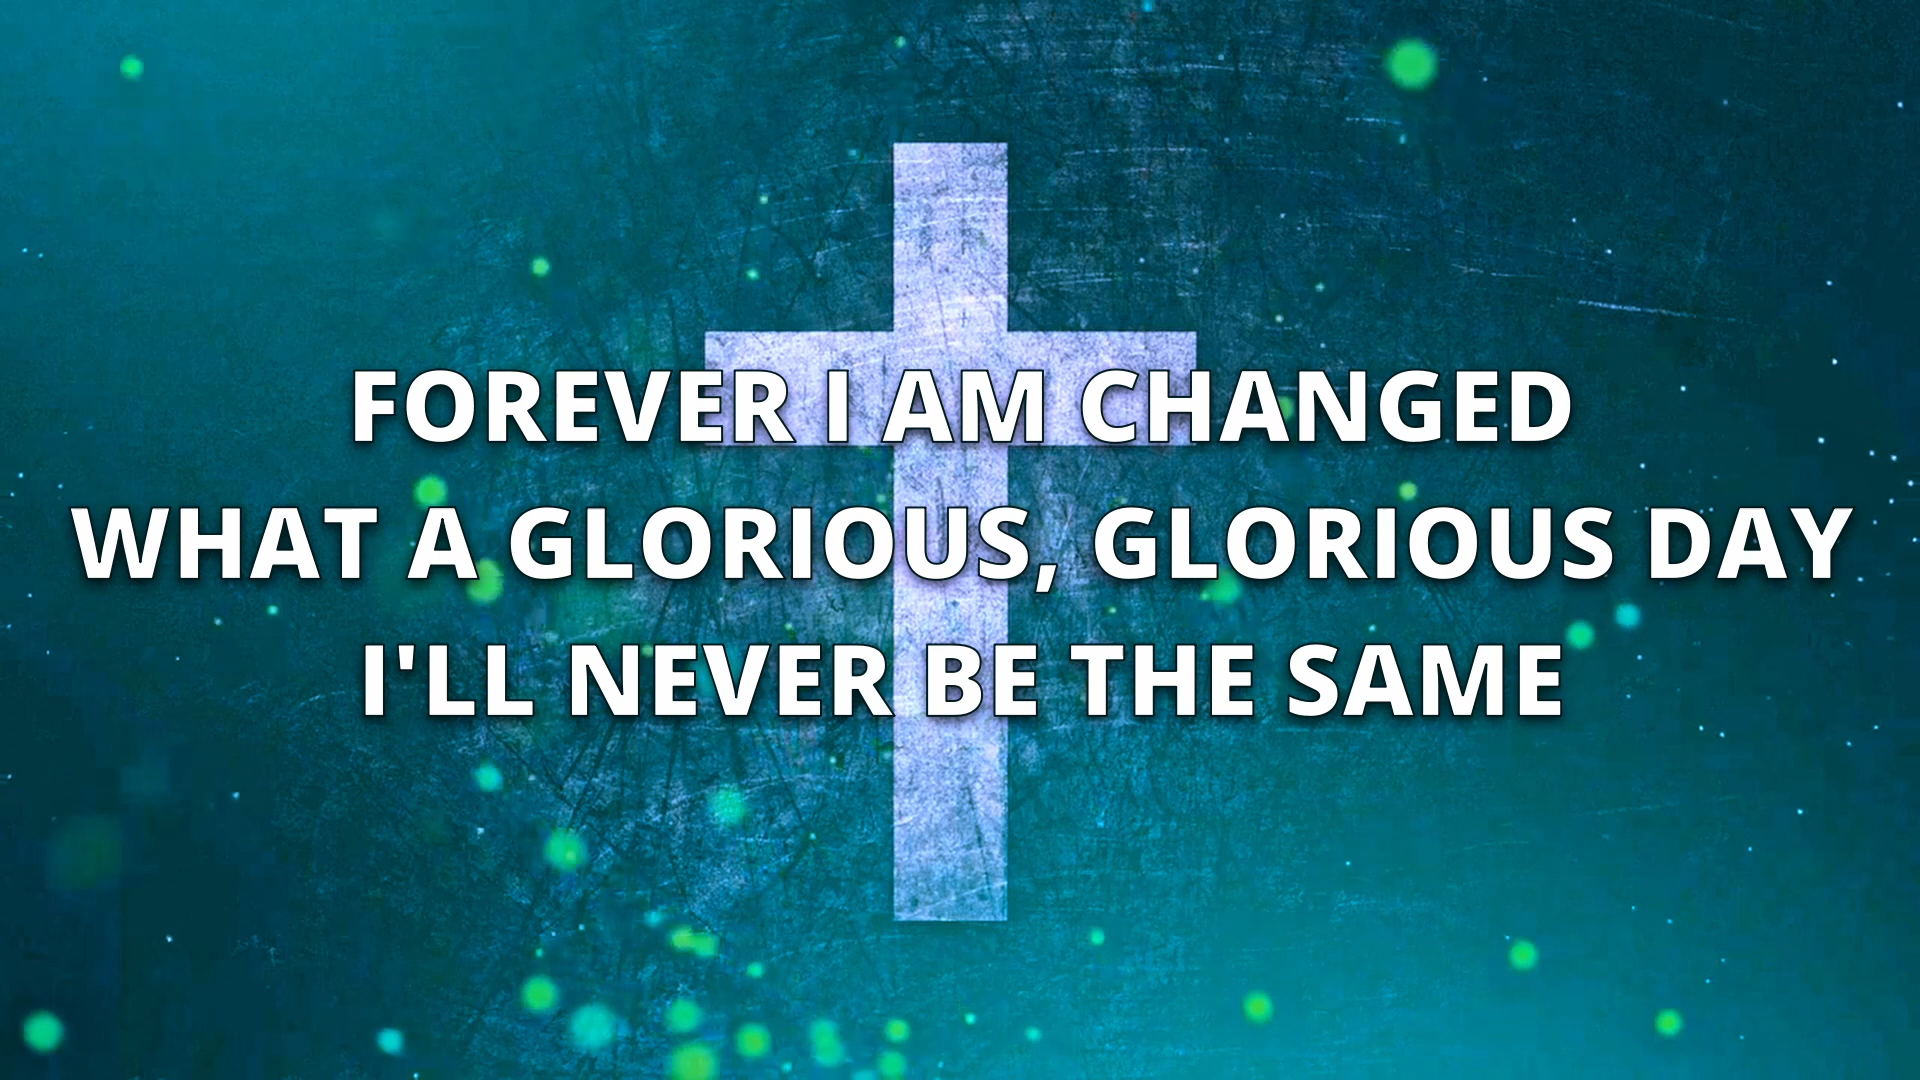 FOREVER I AM CHANGED
WHAT A GLORIOUS, GLORIOUS DAY
I'LL NEVER BE THE SAME